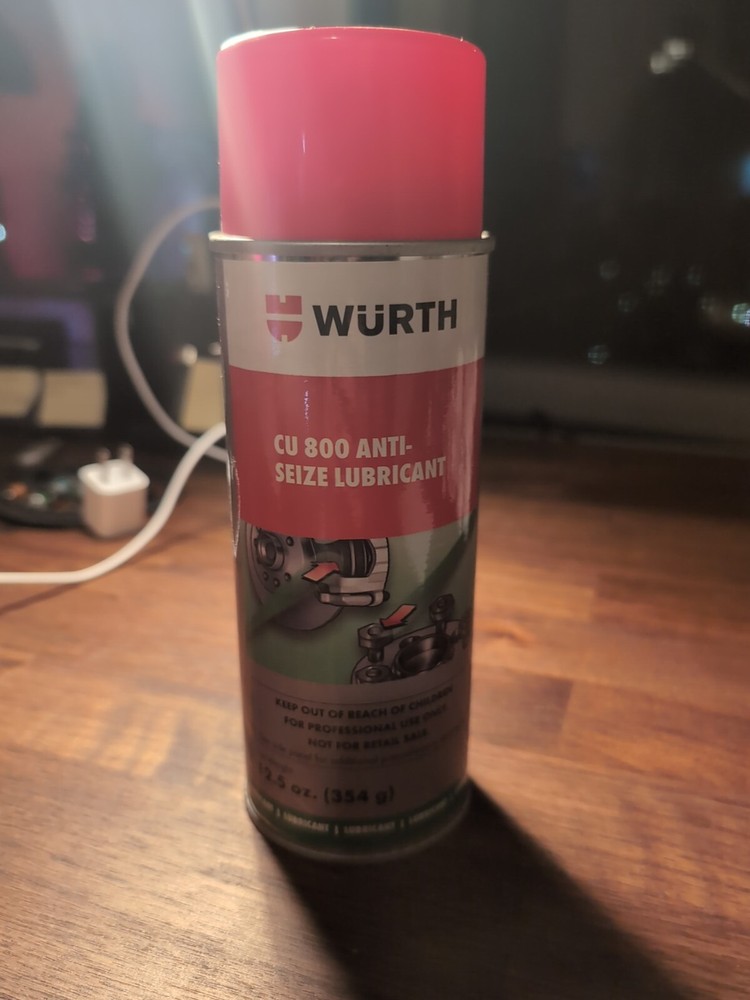 WÜRTH
CU 800 ANTI-
SEIZE LUBRICANT
KEEP OUT OF REACH OF CHILDREN
FOR PROFESSIONAL USE ONLY
NOT FOR RETAIL SALE
12.5 oz. (354 g)
LUBRICANT | LUBRICANT